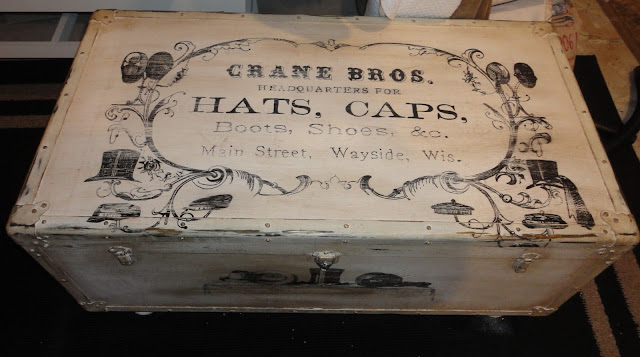 CRANE BROS.
HEADQUARTERS FOR
HATS, CAPS,
Boots, Shoes, &c.
Main Street, Wayside, Wis.